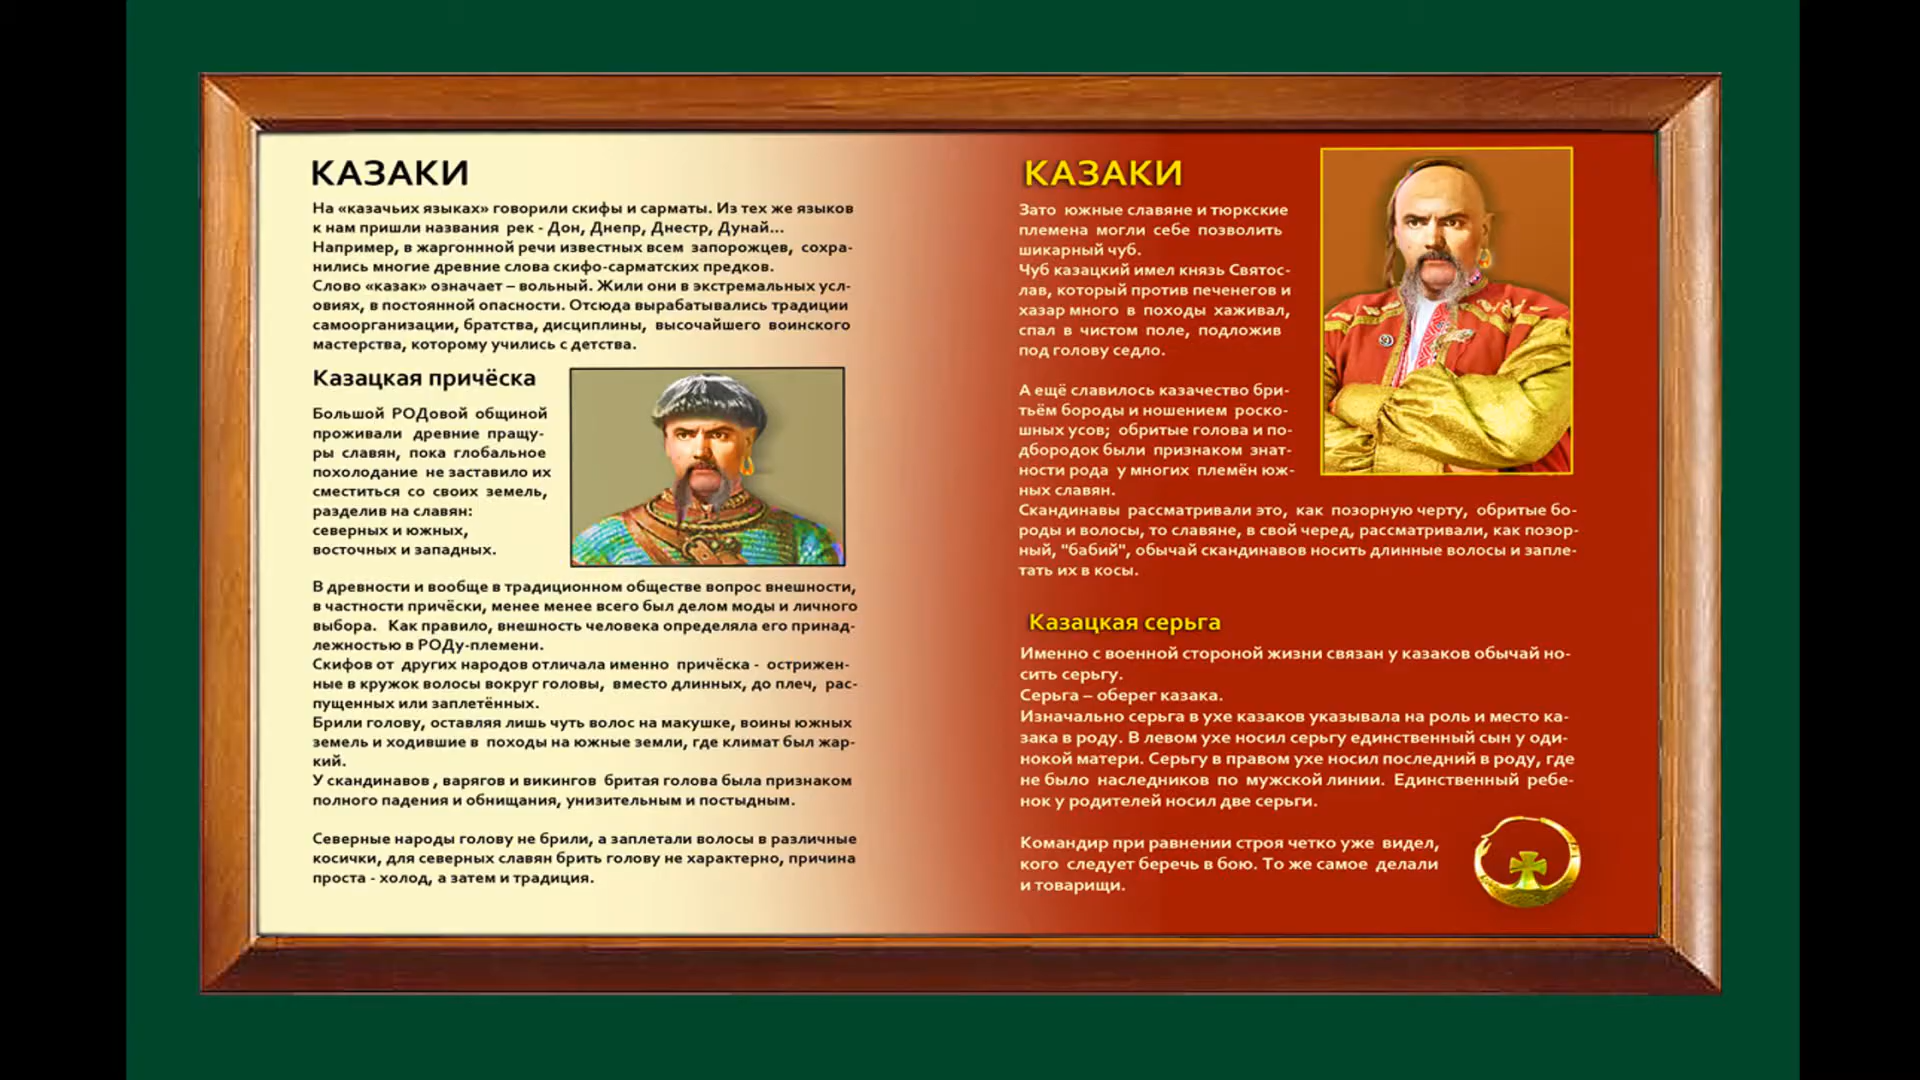 КАЗАКИ
На «казачьих языках» говорили скифы и сарматы. Из тех же языков
к нам пришли названия рек - Дон, Днепр, Днестр, Дунай...
Например, в жаргоннной речи известных всем запорожцев, сохра-
нились многие древние слова скифо-сарматских предков.
Слово «казак» означает – вольный. Жили они в экстремальных усл-
овиях, в постоянной опасности. Отсюда вырабатывались традиции
самоорганизации, братства, дисциплины, высочайшего воинского
мастерства, которому учились с детства.
Казацкая причёска
Большой РОДовой общиной
проживали древние пращу-
ры славян, пока глобальное
похолодание не заставило их
сместиться со своих земель,
разделив на славян:
северных и южных,
восточных и западных.
В древности и вообще в традиционном обществе вопрос внешности,
в частности причёски, менее менее всего был делом моды и личного
выбора. Как правило, внешность человека определяла его принад-
лежностью в РОДу-племени.
Скифов от других народов отличала именно причёска - острижен-
ные в кружок волосы вокруг головы, вместо длинных, до плеч, рас-
пущенных или заплетённых.
Брили голову, оставляя лишь чуть волос на макушке, воины южных
земель и ходившие в походы на южные земли, где климат был жар-
кий.
У скандинавов , варягов и викингов бритая голова была признаком
полного падения и обнищания, унизительным и постыдным.
Северные народы голову не брили, а заплетали волосы в различные
косички, для северных славян брить голову не характерно, причина
проста - холод, а затем и традиция.
КАЗАКИ
Зато южные славяне и тюркские
племена могли себе позволить
шикарный чуб.
Чуб казацкий имел князь Святос-
лав, который против печенегов и
хазар много в походы хаживал,
спал в чистом поле, подложив
под голову седло.
А ещё славилось казачество бри-
тьём бороды и ношением роско-
шных усов; обритые голова и по-
дбородок были признаком знат-
ности рода у многих племён юж-
ных славян.
Скандинавы рассматривали это, как позорную черту, обритые бо-
роды и волосы, то славяне, в свой черед, рассматривали, как позор-
ный, "бабий", обычай скандинавов носить длинные волосы и запле-
тать их в косы.
Казацкая серьга
Именно с военной стороной жизни связан у казаков обычай но-
сить серьгу.
Серьга – оберег казака.
Изначально серьга в ухе казаков указывала на роль и место ка-
зака в роду. В левом ухе носил серьгу единственный сын у оди-
нокой матери. Серьгу в правом ухе носил последний в роду, где
не было наследников по мужской линии. Единственный ребе-
нок у родителей носил две серьги.
Командир при равнении строя четко уже видел,
кого следует беречь в бою. То же самое делали
и товарищи.